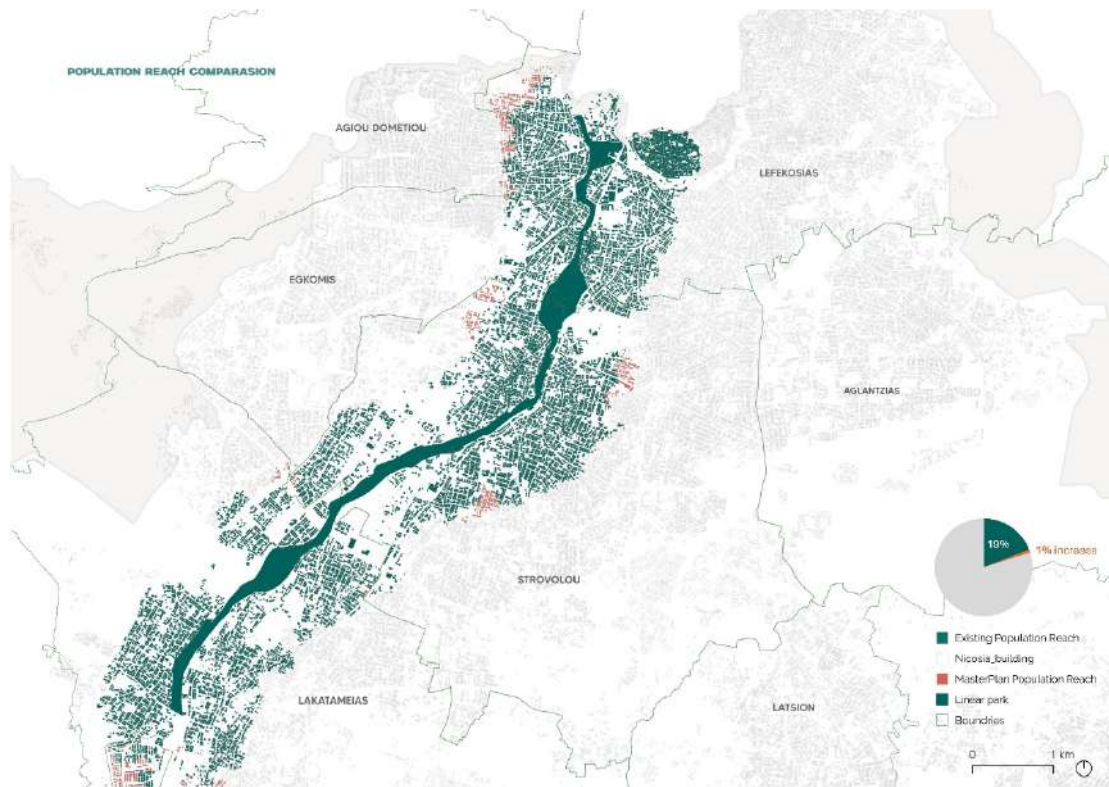 POPULATION REACH COMPARASION
AGIOU DOMETIOU
LEFEKOSIAS
EGKOMIS
AGLANTZIAS
19%
1% increase
STROVOLOU
Existing Population Reach
Nicosia_building
LAKATAMEIAS
MasterPlan Population Reach
LATSION
Linear park
Boundries
0
1 km